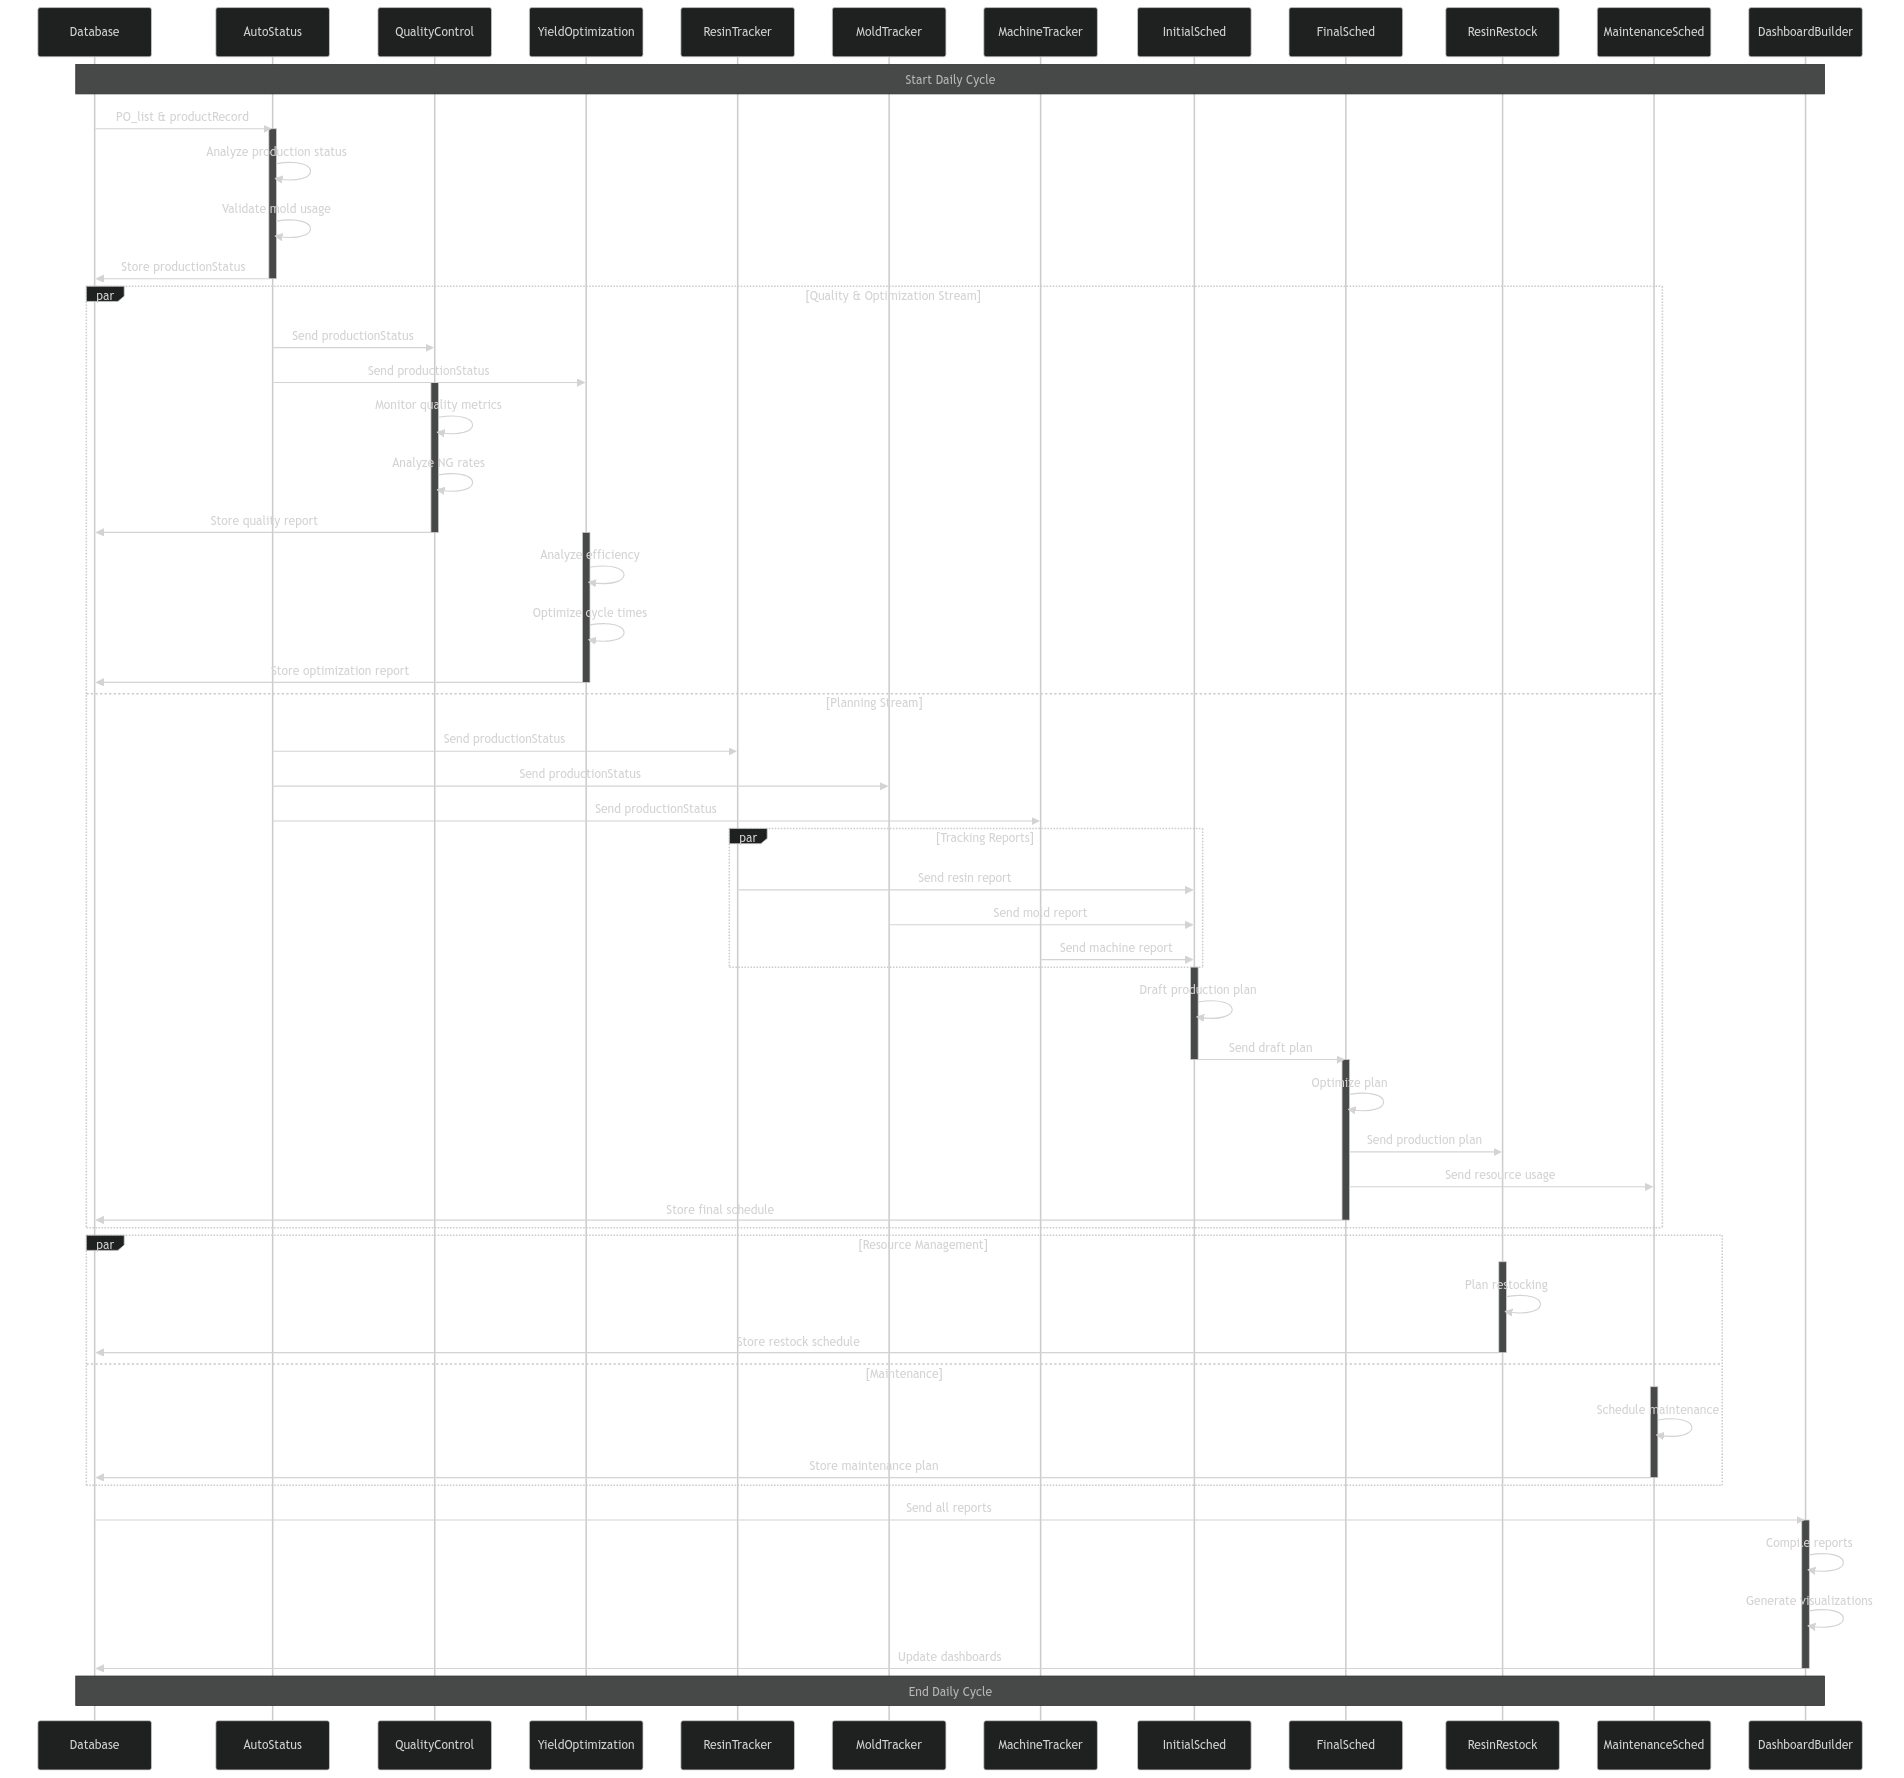 Database
AutoStatus
QualityControl
YieldOptimization
ResinTracker
MoldTracker
MachineTracker
InitialSched
FinalSched
ResinRestock
MaintenanceSched
DashboardBuilder
Start Daily Cycle
PO_list & productRecord
Analyze production status
Validate mold usage
Store productionStatus
par
[Quality & Optimization Stream]
Send productionStatus
Send productionStatus
Monitor quality metrics
Analyze NG rates
Store quality report
Analyze efficiency
Optimize cycle times
Store optimization report
[Planning Stream]
Send productionStatus
Send productionStatus
Send productionStatus
par
[Tracking Reports]
Send resin report
Send mold report
Send machine report
Draft production plan
Send draft plan
Optimize plan
Send production plan
Send resource usage
Store final schedule
par
[Resource Management]
Plan restocking
Store restock schedule
[Maintenance]
Schedule maintenance
Store maintenance plan
Send all reports
Compile reports
Generate visualizations
Update dashboards
End Daily Cycle
Database
AutoStatus
QualityControl
YieldOptimization
ResinTracker
MoldTracker
MachineTracker
InitialSched
FinalSched
ResinRestock
MaintenanceSched
DashboardBuilder